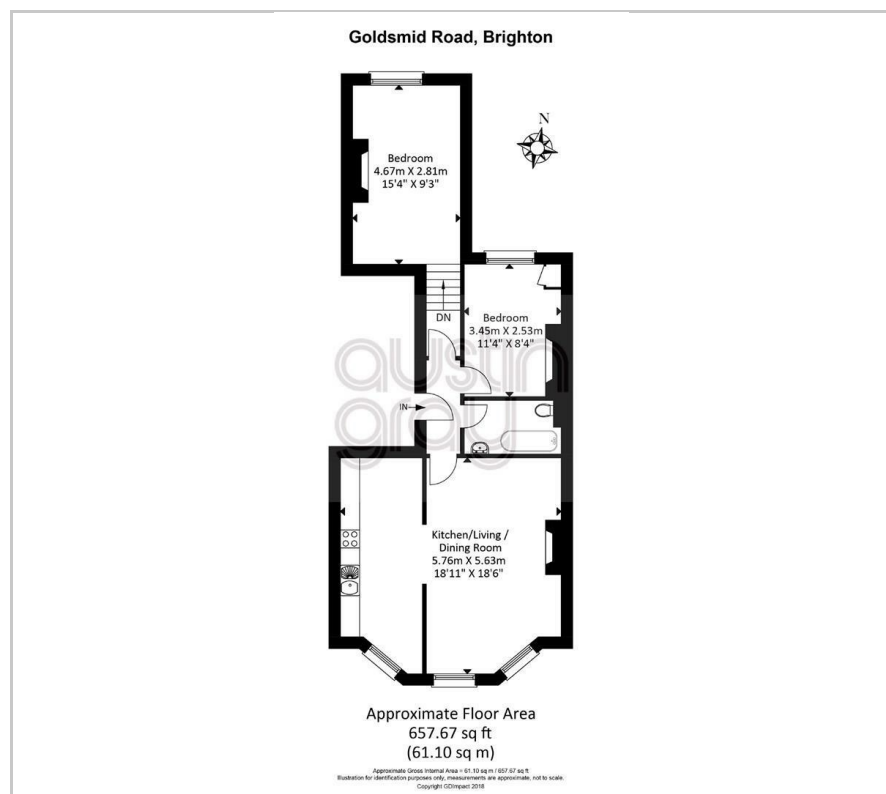 Goldsmid Road, Brighton
N
Bedroom
4.67m X 2.81m
15'4" X 9'3"
DN
Bedroom
3.45m X 2.53m
11'4" X 8'4"
austin
gray
IN
Kitchen/Living /
Dining Room
5.76m X 5.63m
18'11" X 18'6"
Approximate Floor Area
657.67 sq ft
(61.10 sq m)
Approximate Gross Internal Area = 61.10 sq m / 657.67 sq ft
Illustration for identification purposes only, measurements are approximate, not to scale.
Copyright GDImpact 2018